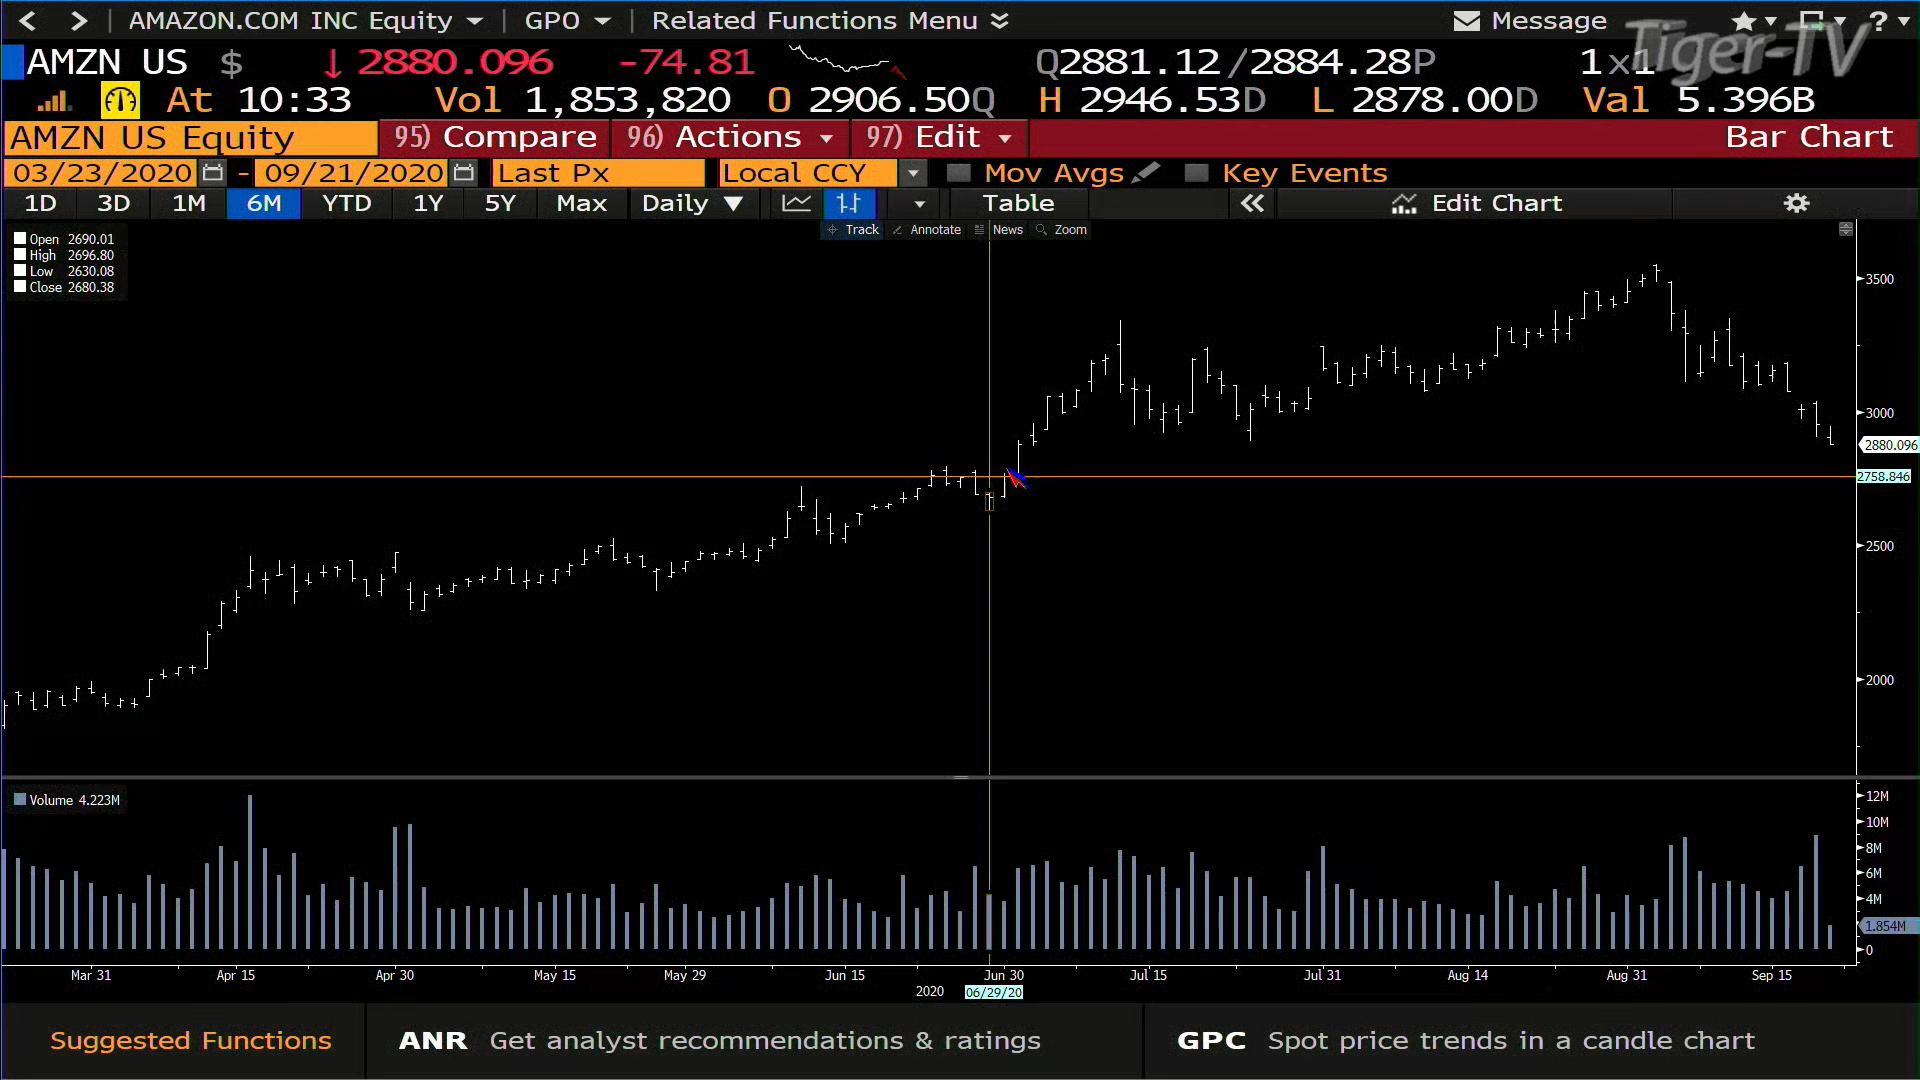 AMAZON.COM INC Equity GPO Related Functions Menu Message ?
Tiger-TV
AMZN US $ ↓ 2880.096 -74.81 Q2881.12/2884.28P 1x1
At 10:33 Vol 1,853,820 O 2906.50Q H 2946.53D L 2878.00D Val 5.396B
AMZN US Equity 95) Compare 96) Actions 97) Edit Bar Chart
03/23/2020 - 09/21/2020 Last Px Local CCY Mov Avgs Key Events
1D 3D 1M 6M YTD 1Y 5Y Max Daily ▼ Table Edit Chart
Track Annotate News Zoom
Open 2690.01
High 2696.80
Low 2630.08
Close 2680.38
3500
3000
2880.096
2758.846
2500
2000
Volume 4.223M
12M
10M
8M
6M
4M
1.854M
0
Mar 31 Apr 15 Apr 30 May 15 May 29 Jun 15 Jun 30 Jul 15 Jul 31 Aug 14 Aug 31 Sep 15
2020 06/29/20
Suggested Functions ANR Get analyst recommendations & ratings GPC Spot price trends in a candle chart